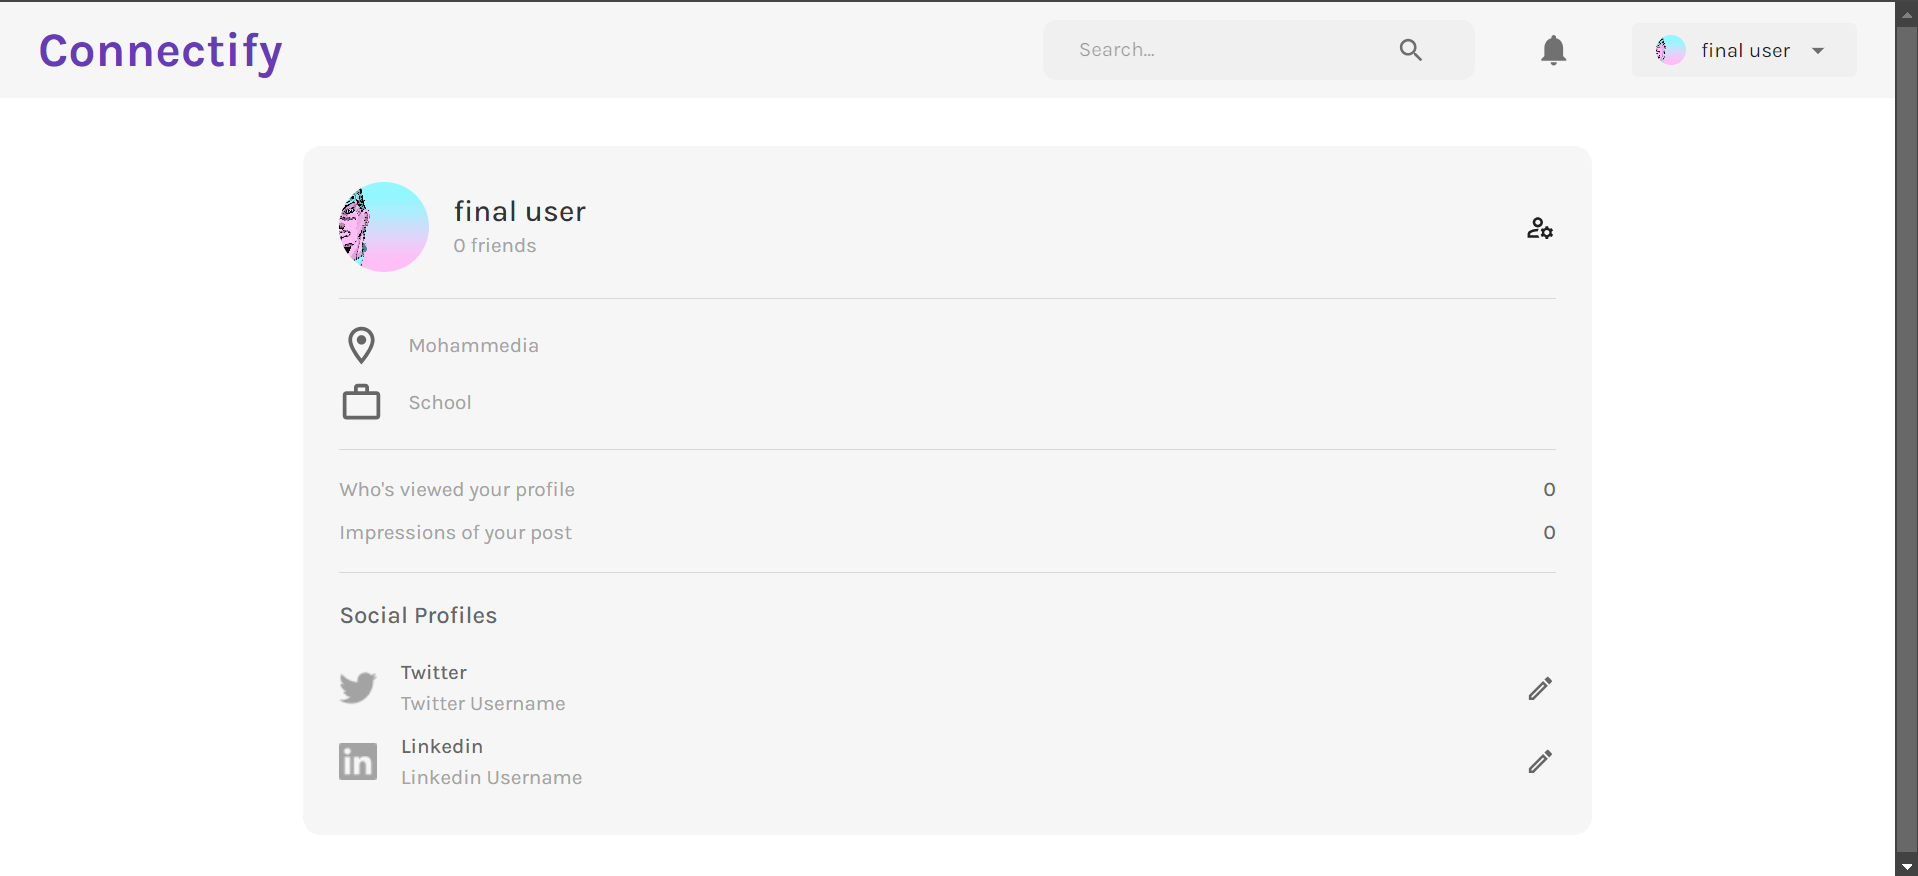 Connectify
Search...
final user
final user
0 friends
Mohammedia
School
Who's viewed your profile
0
Impressions of your post
0
Social Profiles
Twitter
Twitter Username
in
Linkedin
Linkedin Username